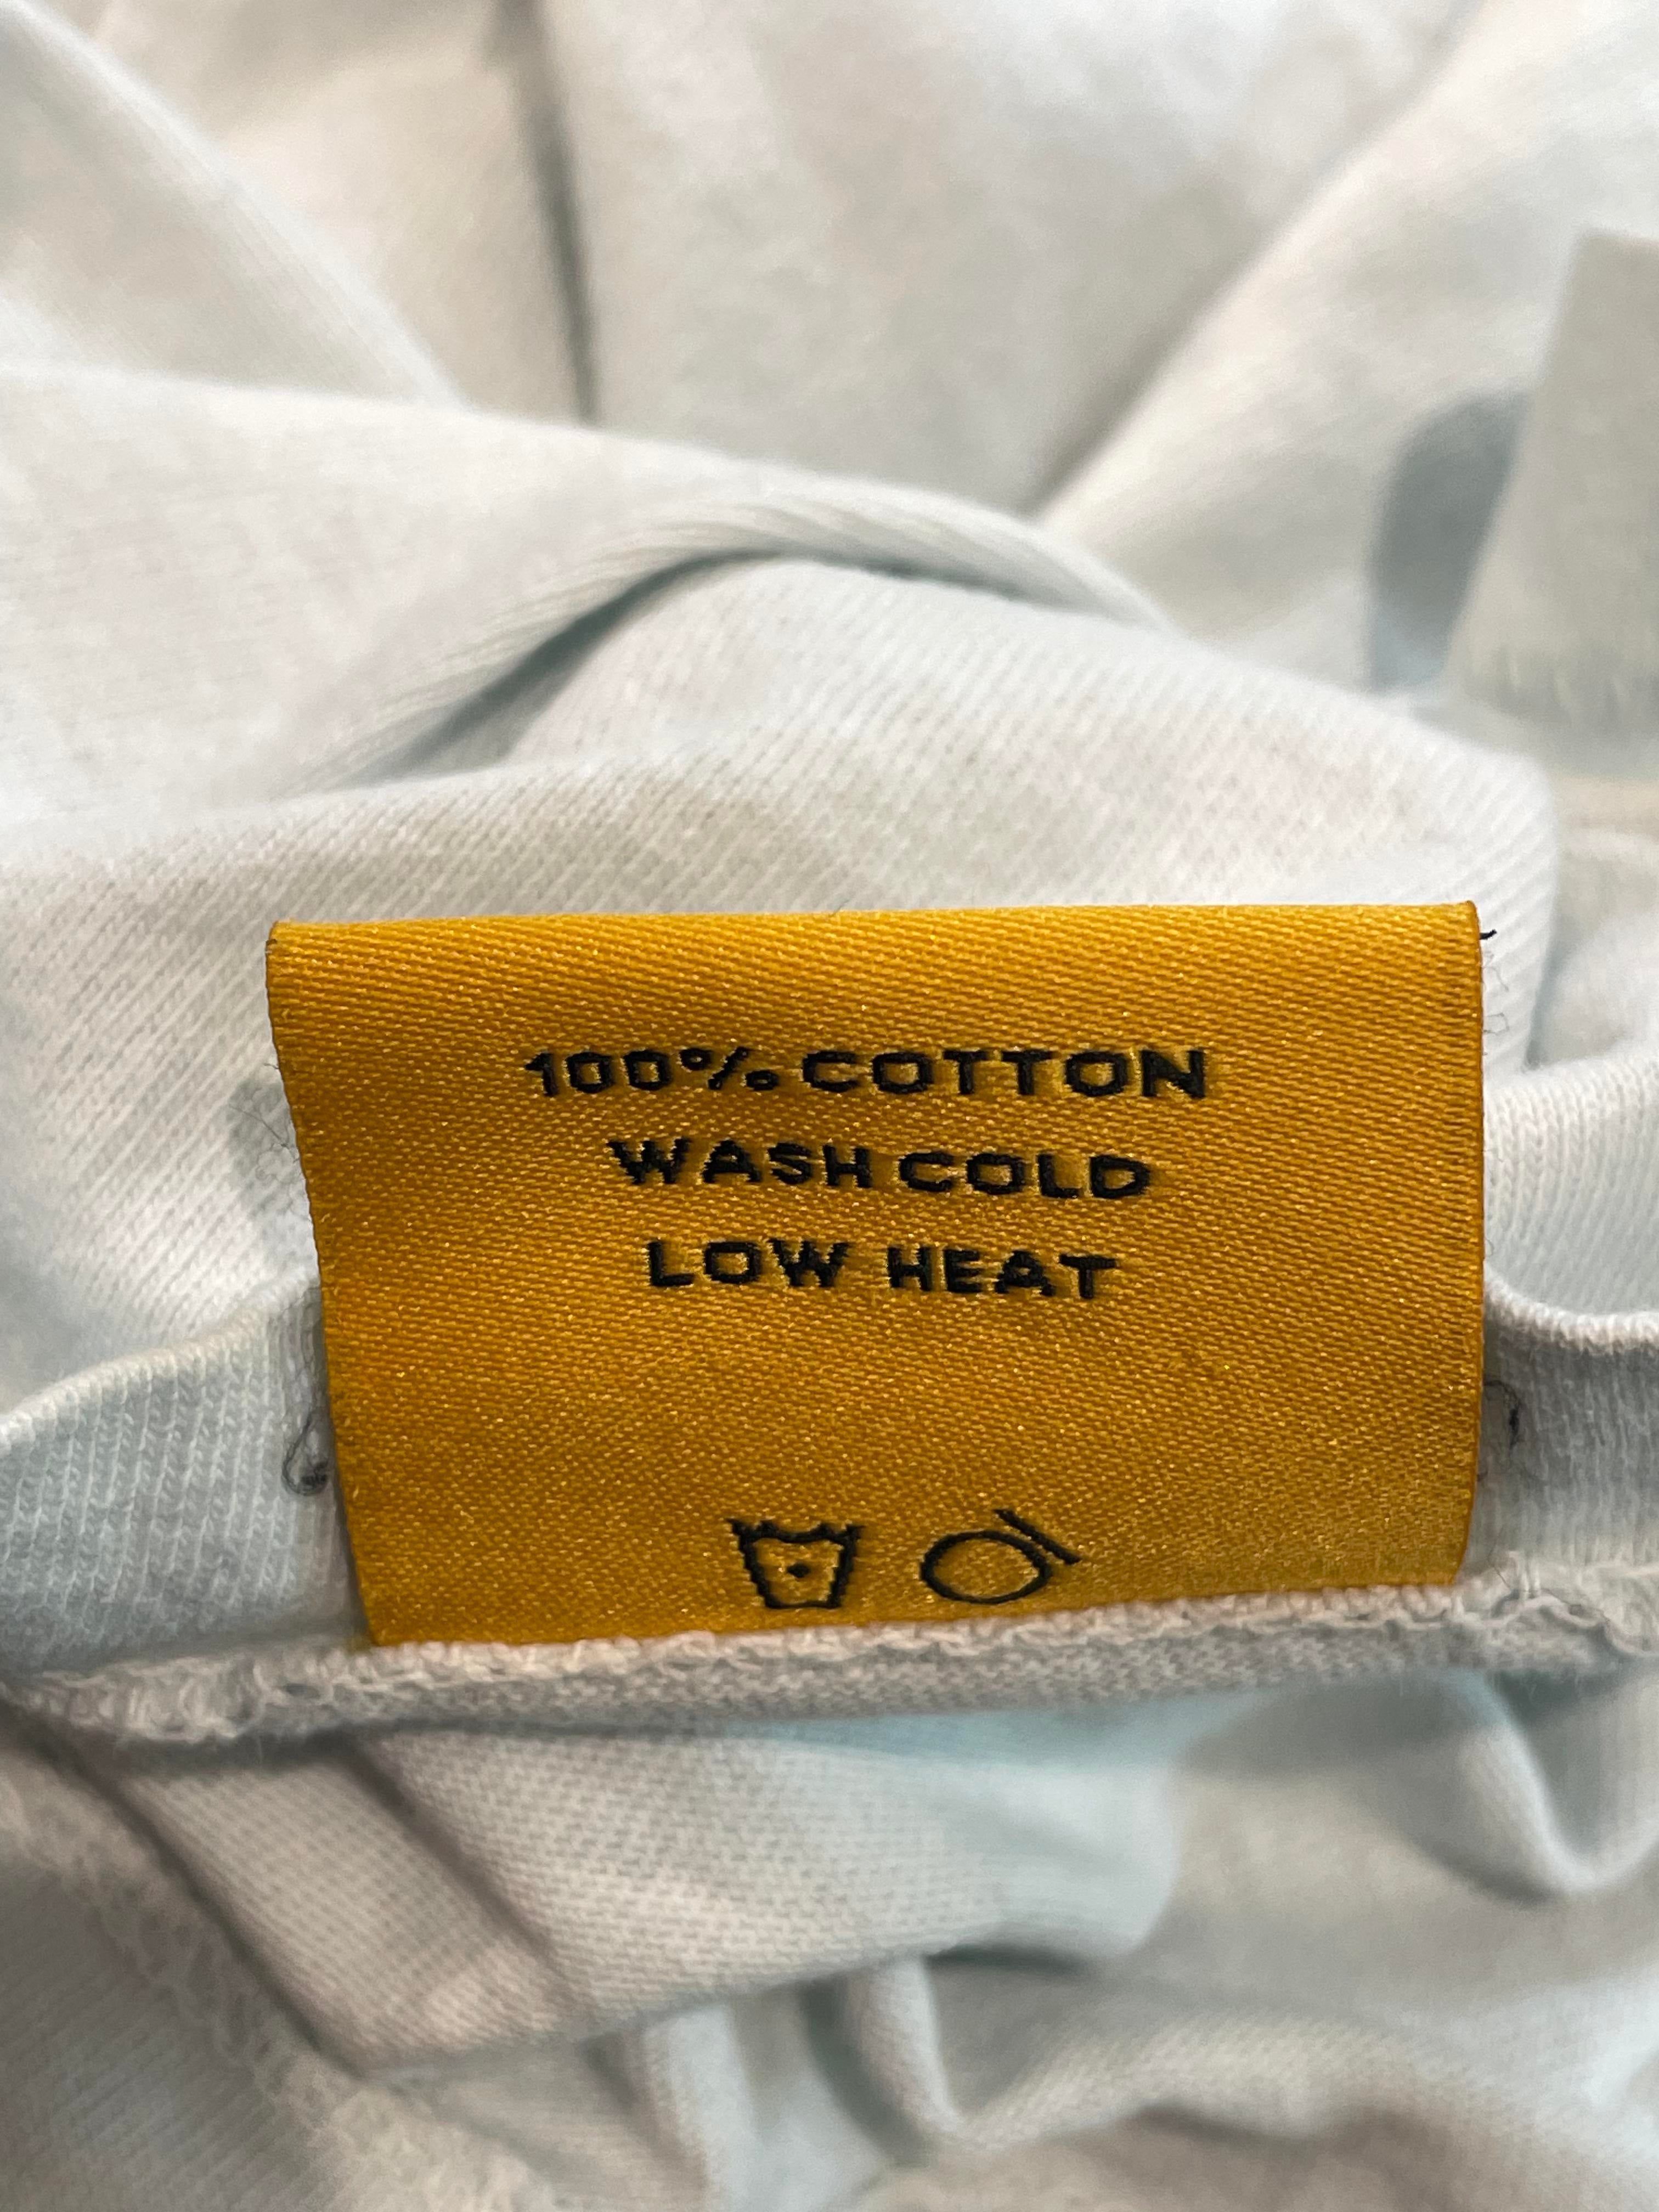 100% COTTON
WASH COLD
LOW HEAT